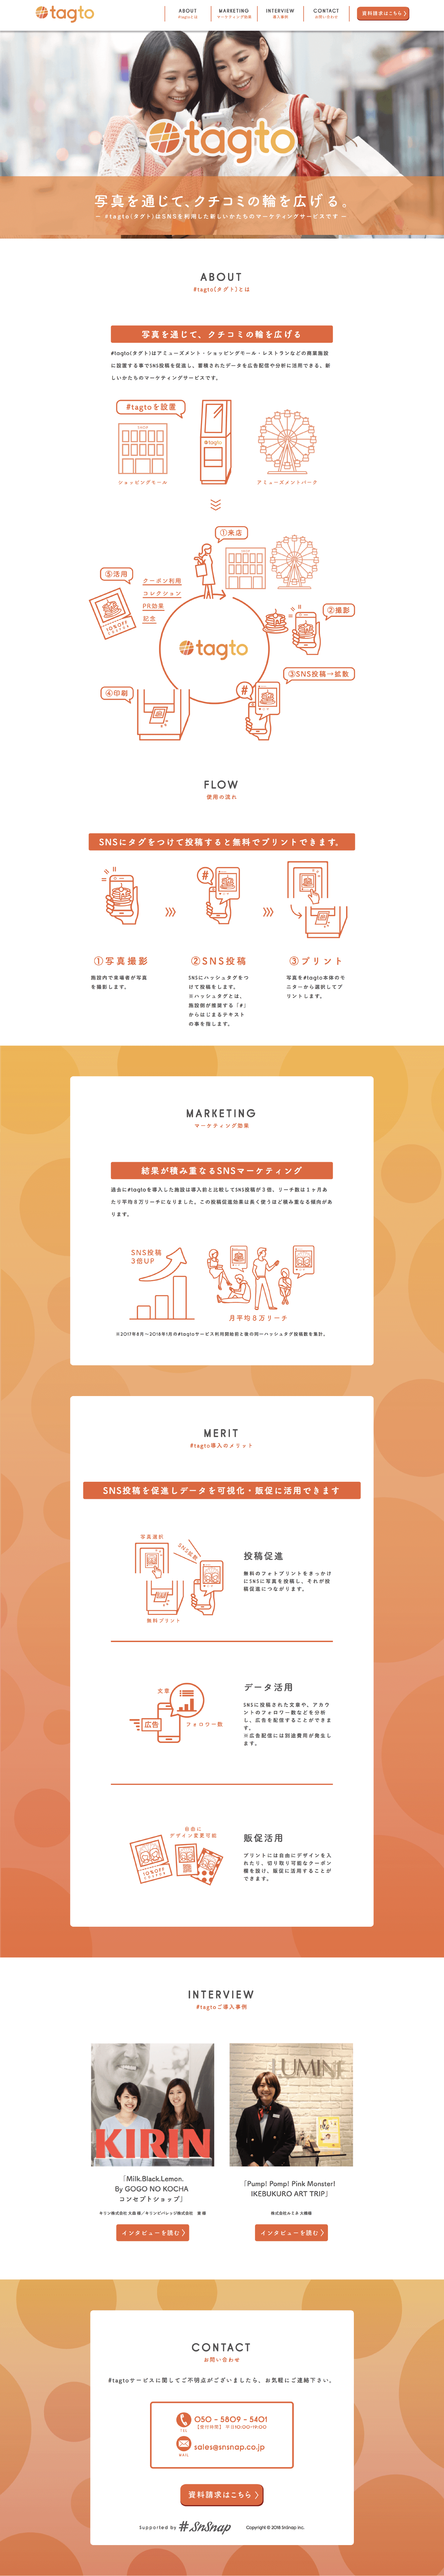 #tagto
ABOUT
#tagtoとは
MARKETING
マーケティング効果
INTERVIEW
導入事例
CONTACT
お問い合わせ
資料請求はこちら
#tagto
写真を通じて、クチコミの輪を広げる。
ー #tagto(タグト)はSNSを利用した新しいかたちのマーケティングサービスです ー
ABOUT
#tagto(タグト)とは
写真を通じて、クチコミの輪を広げる
#tagto(タグト)はアミューズメント・ショッピングモール・レストランなどの商業施設
に設置する事でSNS投稿を促進し、蓄積されたデータを広告配信や分析に活用できる、新
しいかたちのマーケティングサービスです。
#tagtoを設置
SHOP
#tagto
ショッピングモール
アミューズメントパーク
①来店
SHOP
⑤活用
クーポン利用
コレクション
PR効果
記念
10%OFF
②撮影
#tagto
③SNS投稿→拡散
④印刷
#
FLOW
使用の流れ
SNSにタグをつけて投稿すると無料でプリントできます。
#
①写真撮影
施設内で来場者が写真
を撮影します。
②SNS投稿
SNSにハッシュタグをつ
けて投稿をします。
※ハッシュタグとは、
施設側が推奨する「#」
からはじまるテキスト
の事を指します。
③プリント
写真を#tagto本体のモ
ニターから選択してプ
リントします。
MARKETING
マーケティング効果
結果が積み重なるSNSマーケティング
過去に#tagtoを導入した施設は導入前と比較してSNS投稿が３倍、リーチ数は１ヶ月あ
たり平均８万リーチになりました。この投稿促進効果は長く使うほど積み重なる傾向があ
ります。
SNS投稿
3倍UP
月平均８万リーチ
※2017年8月〜2018年1月の#tagtoサービス利用開始前と後の同一ハッシュタグ投稿数を集計。
MERIT
#tagto導入のメリット
SNS投稿を促進しデータを可視化・販促に活用できます
写真選択
SNS拡散
無料プリント
投稿促進
無料のフォトプリントをきっかけ
にSNSに写真を投稿し、それが投
稿促進につながります。
文章
広告
フォロワー数
データ活用
SNSに投稿された文章や、アカウ
ントのフォロワー数などを分析
し、広告を配信することができま
す。
※広告配信には別途費用が発生し
ます。
自由に
デザイン変更可能
10%OFF
販促活用
プリントには自由にデザインを入
れたり、切り取り可能なクーポン
欄を設け、販促に活用することが
できます。
INTERVIEW
#tagtoご導入事例
KIRIN
LUMINE
「Milk.Black.Lemon.
By GOGO NO KOCHA
コンセプトショップ」
「Pump! Pomp! Pink Monster!
IKEBUKURO ART TRIP」
インタビューを読む
インタビューを読む
CONTACT
お問い合わせ
#tagtoサービスに関してご不明点がございましたら、お気軽にご連絡下さい。
TEL
050 - 5809 - 5401
【受付時間】 平日10:00-19:00
MAIL
sales@snsnap.co.jp
資料請求はこちら
Supported by #SnSnap
Copyright © 2018 SnSnap inc.